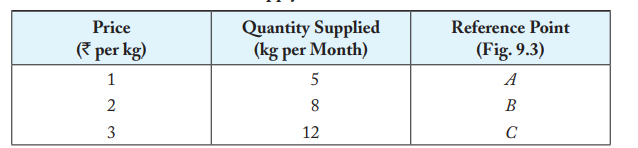 Price Quantity Supplied Reference Point
(₹ per kg) (kg per Month) (Fig. 9.3)
1 5 A
2 8 B
3 12 C